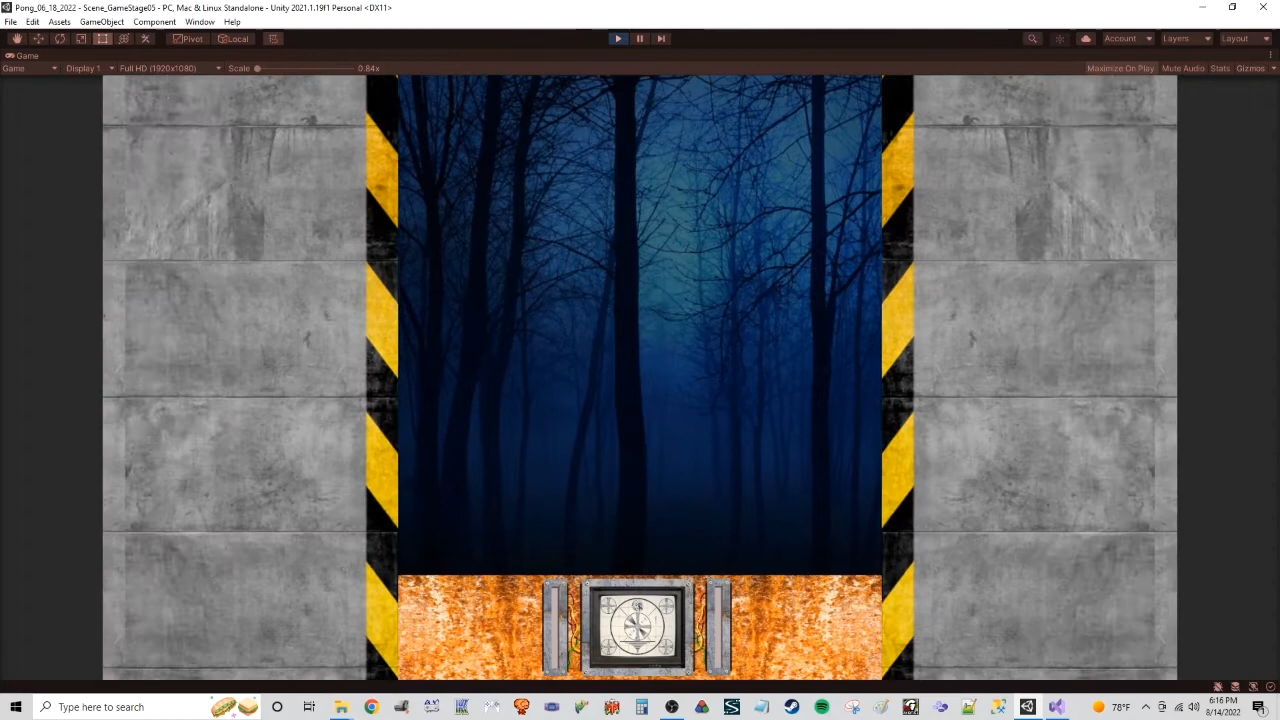 Pong_06_18_2022 - Scene_GameStage05 - PC, Mac & Linux Standalone - Unity 2021.1.19f1 Personal <DX11>
File Edit Assets GameObject Component Window Help
Pivot Local Account Layers Layout
Game
Game Display 1 Full HD (1920x1080) Scale 0.84x Maximize On Play Mute Audio Stats Gizmos
Type here to search
78°F
6:16 PM
8/14/2022